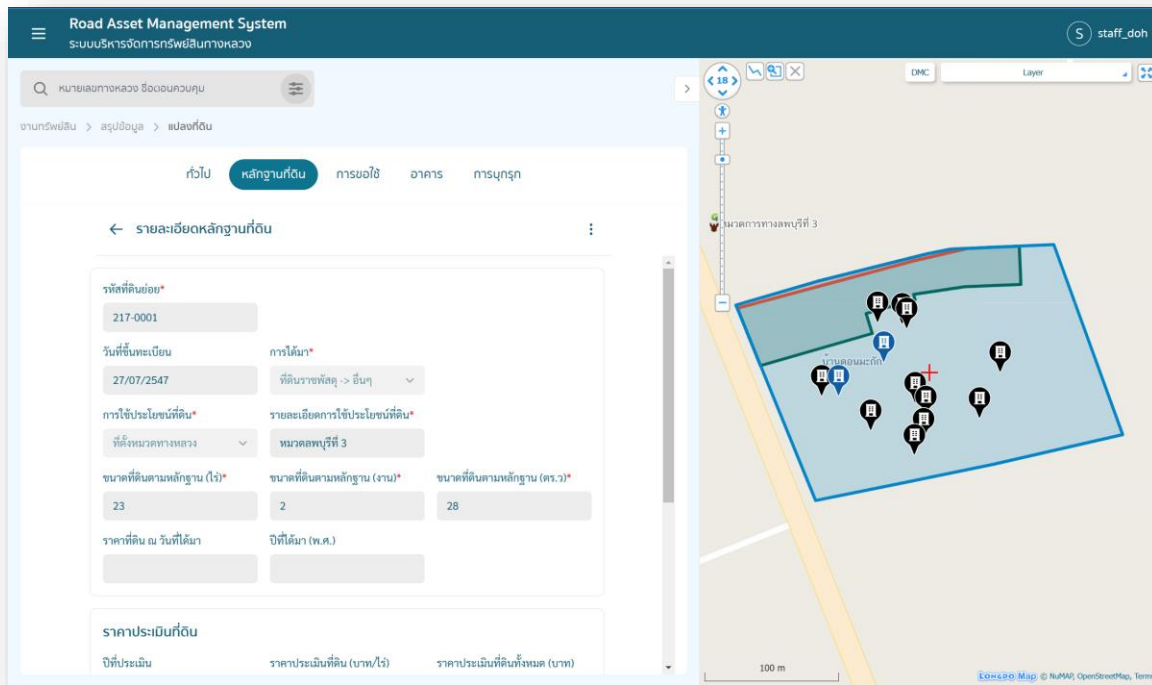 Road Asset Management System
ระบบบริหารจัดการทรัพย์สินทางหลวง
S staff_doh
หมายเลขทางหลวง ชื่อตอนควบคุม
งานทรัพย์สิน > สรุปข้อมูล > แปลงที่ดิน
ทั่วไป หลักฐานที่ดิน การขอใช้ อาคาร การบุกรุก
← รายละเอียดหลักฐานที่ดิน
รหัสที่ดินย่อย*
217-0001
วันที่ขึ้นทะเบียน การได้มา*
27/07/2547 ที่ดินราชพัสดุ -> อื่นๆ
การใช้ประโยชน์ที่ดิน* รายละเอียดการใช้ประโยชน์ที่ดิน*
ที่ตั้งหมวดทางหลวง หมวดลพบุรีที่ 3
ขนาดที่ดินตามหลักฐาน (ไร่)* ขนาดที่ดินตามหลักฐาน (งาน)* ขนาดที่ดินตามหลักฐาน (ตร.ว)*
23 2 28
ราคาที่ดิน ณ วันที่ได้มา ปีที่ได้มา (พ.ศ.)
ราคาประเมินที่ดิน
ปีที่ประเมิน ราคาประเมินที่ดิน (บาท/ไร่) ราคาประเมินที่ดินทั้งหมด (บาท)
18
DMC Layer
หมวดการทางลพบุรีที่ 3
บ้านดอนมะกัก
100 m
Longdo Map © NuMAP, OpenStreetMap, Term